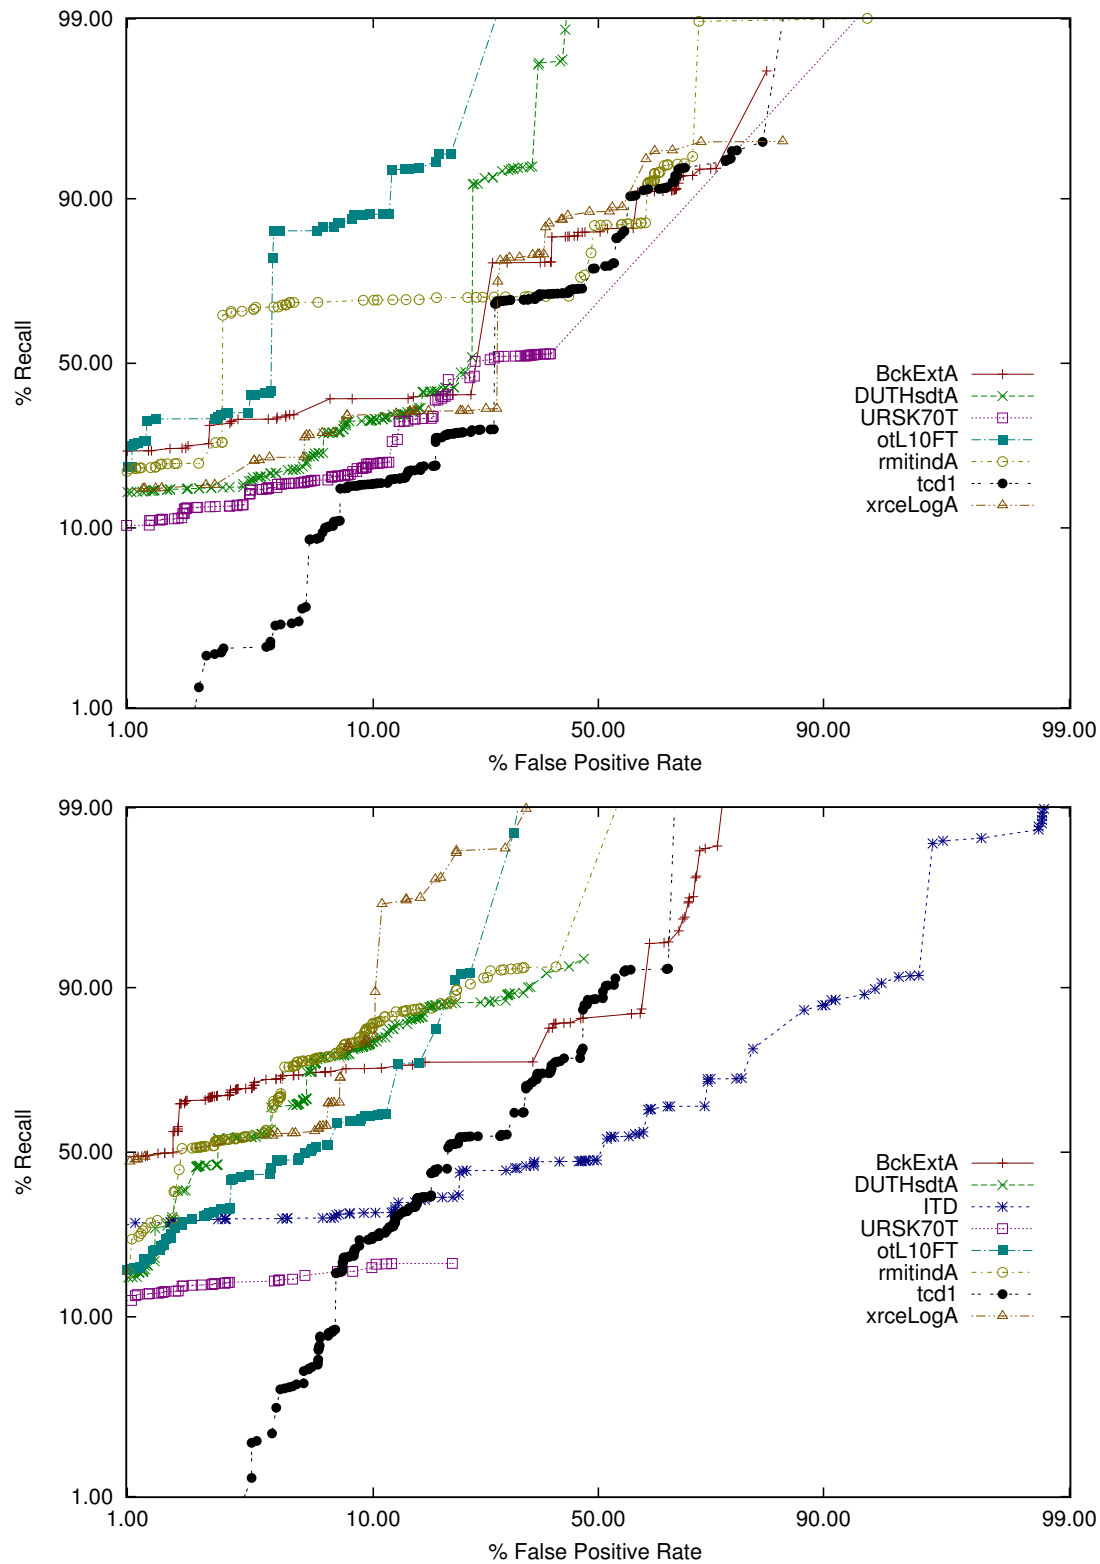 99.00
90.00
50.00
10.00
1.00
% Recall
1.00 10.00 50.00 90.00 99.00
% False Positive Rate
BckExtA
DUTHsdtA
URSK70T
otL10FT
rmitindA
tcd1
xrceLogA
99.00
90.00
50.00
10.00
1.00
% Recall
1.00 10.00 50.00 90.00 99.00
% False Positive Rate
BckExtA
DUTHsdtA
ITD
URSK70T
otL10FT
rmitindA
tcd1
xrceLogA